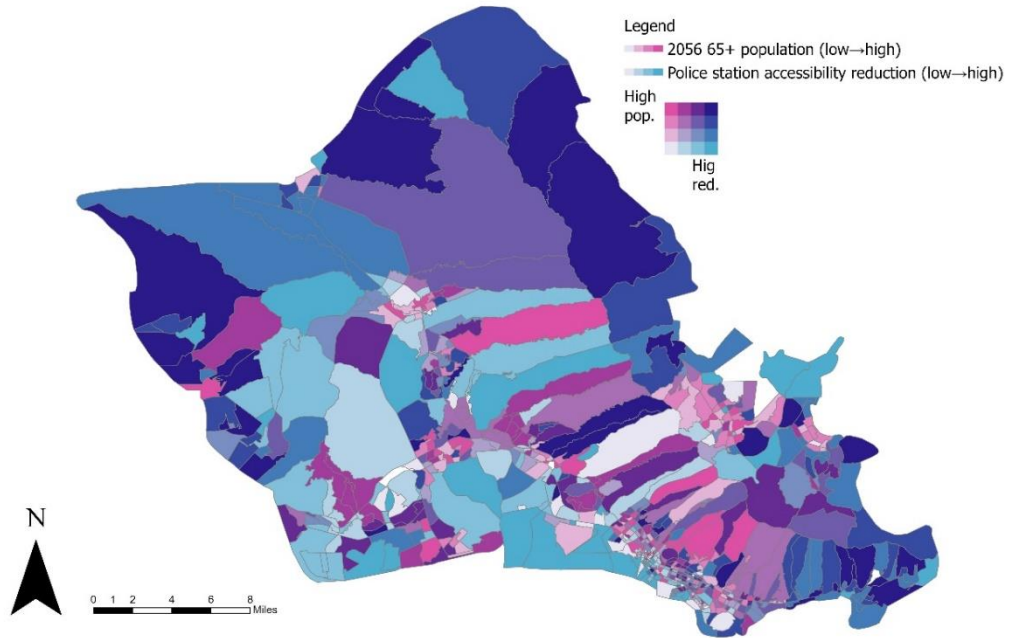 Legend
2056 65+ population (low→high)
Police station accessibility reduction (low→high)
High
pop.
Hig
red.
N
0 1 2 4 6 8
Miles